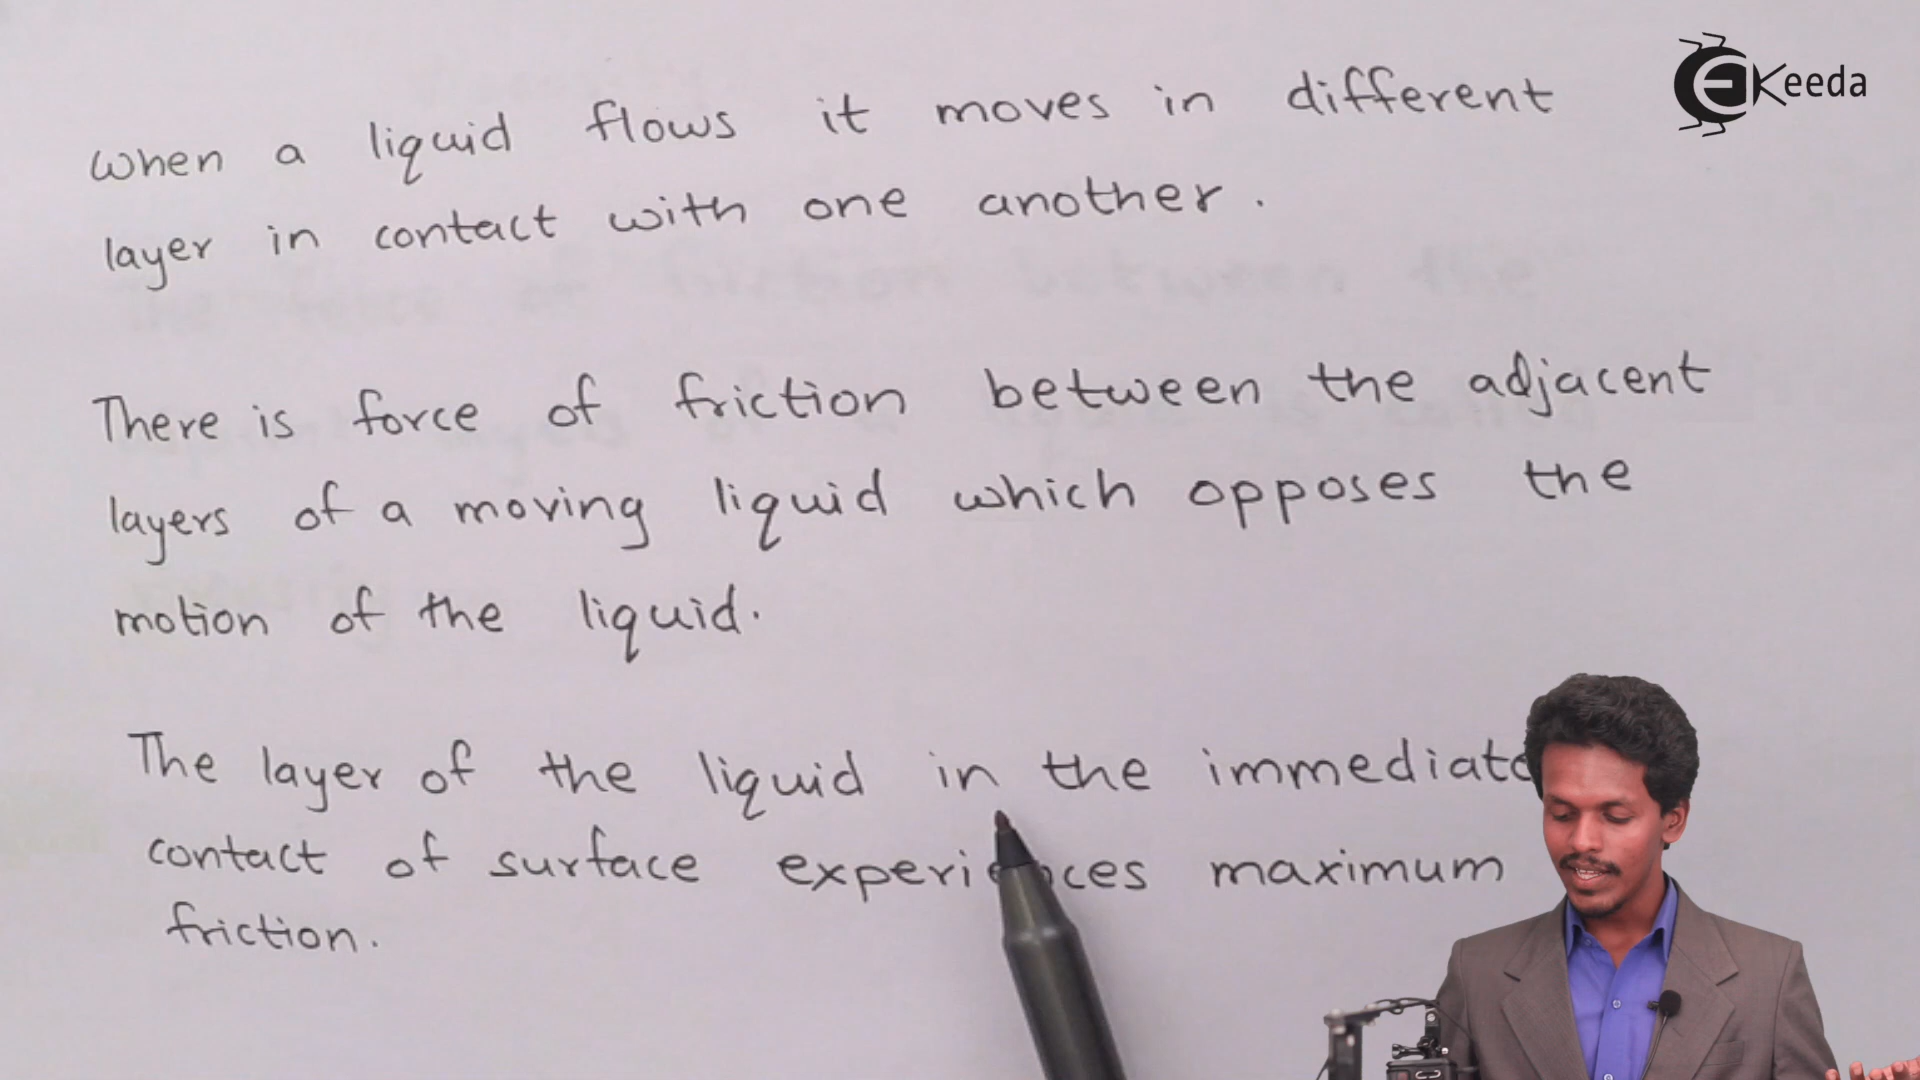 EKeeda
When a liquid flows it moves in different
layer in contact with one another.
There is force of friction between the adjacent
layers of a moving liquid which opposes the
motion of the liquid.
The layer of the liquid in the immediate
contact of surface experiences maximum
friction.